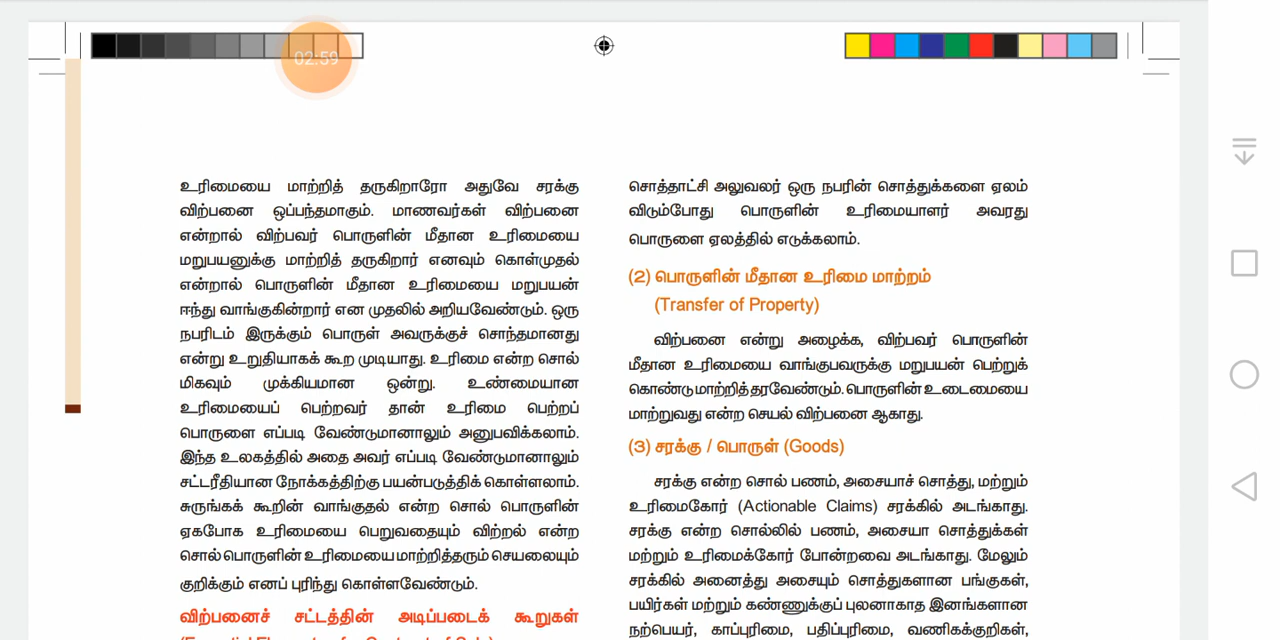 02:59
உரிமையை மாற்றித் தருகிறாரோ அதுவே சரக்கு
விற்பனை ஒப்பந்தமாகும். மாணவர்கள் விற்பனை
என்றால் விற்பவர் பொருளின் மீதான உரிமையை
மறுபயனுக்கு மாற்றித் தருகிறார் எனவும் கொள்முதல்
என்றால் பொருளின் மீதான உரிமையை மறுபயன்
ஈந்து வாங்குகின்றார் என முதலில் அறியவேண்டும். ஒரு
நபரிடம் இருக்கும் பொருள் அவருக்குச் சொந்தமானது
என்று உறுதியாகக் கூற முடியாது. உரிமை என்ற சொல்
மிகவும் முக்கியமான ஒன்று. உண்மையான
உரிமையைப் பெற்றவர் தான் உரிமை பெற்றப்
பொருளை எப்படி வேண்டுமானாலும் அனுபவிக்கலாம்.
இந்த உலகத்தில் அதை அவர் எப்படி வேண்டுமானாலும்
சட்டரீதியான நோக்கத்திற்கு பயன்படுத்திக் கொள்ளலாம்.
சுருங்கக் கூறின் வாங்குதல் என்ற சொல் பொருளின்
ஏகபோக உரிமையை பெறுவதையும் விற்றல் என்ற
சொல் பொருளின் உரிமையை மாற்றித்தரும் செயலையும்
குறிக்கும் எனப் புரிந்து கொள்ளவேண்டும்.
விற்பனைச் சட்டத்தின் அடிப்படைக் கூறுகள்
சொத்தாட்சி அலுவலர் ஒரு நபரின் சொத்துக்களை ஏலம்
விடும்போது பொருளின் உரிமையாளர் அவரது
பொருளை ஏலத்தில் எடுக்கலாம்.
(2) பொருளின் மீதான உரிமை மாற்றம்
(Transfer of Property)
விற்பனை என்று அழைக்க, விற்பவர் பொருளின்
மீதான உரிமையை வாங்குபவருக்கு மறுபயன் பெற்றுக்
கொண்டு மாற்றித் தரவேண்டும். பொருளின் உடைமையை
மாற்றுவது என்ற செயல் விற்பனை ஆகாது.
(3) சரக்கு / பொருள் (Goods)
சரக்கு என்ற சொல் பணம், அசையாச் சொத்து, மற்றும்
உரிமைகோர் (Actionable Claims) சரக்கில் அடங்காது.
சரக்கு என்ற சொல்லில் பணம், அசையா சொத்துக்கள்
மற்றும் உரிமைக்கோர் போன்றவை அடங்காது. மேலும்
சரக்கில் அனைத்து அசையும் சொத்துகளான பங்குகள்,
பயிர்கள் மற்றும் கண்ணுக்குப் புலனாகாத இனங்களான
நற்பெயர், காப்புரிமை, பதிப்புரிமை, வணிகக்குறிகள்,